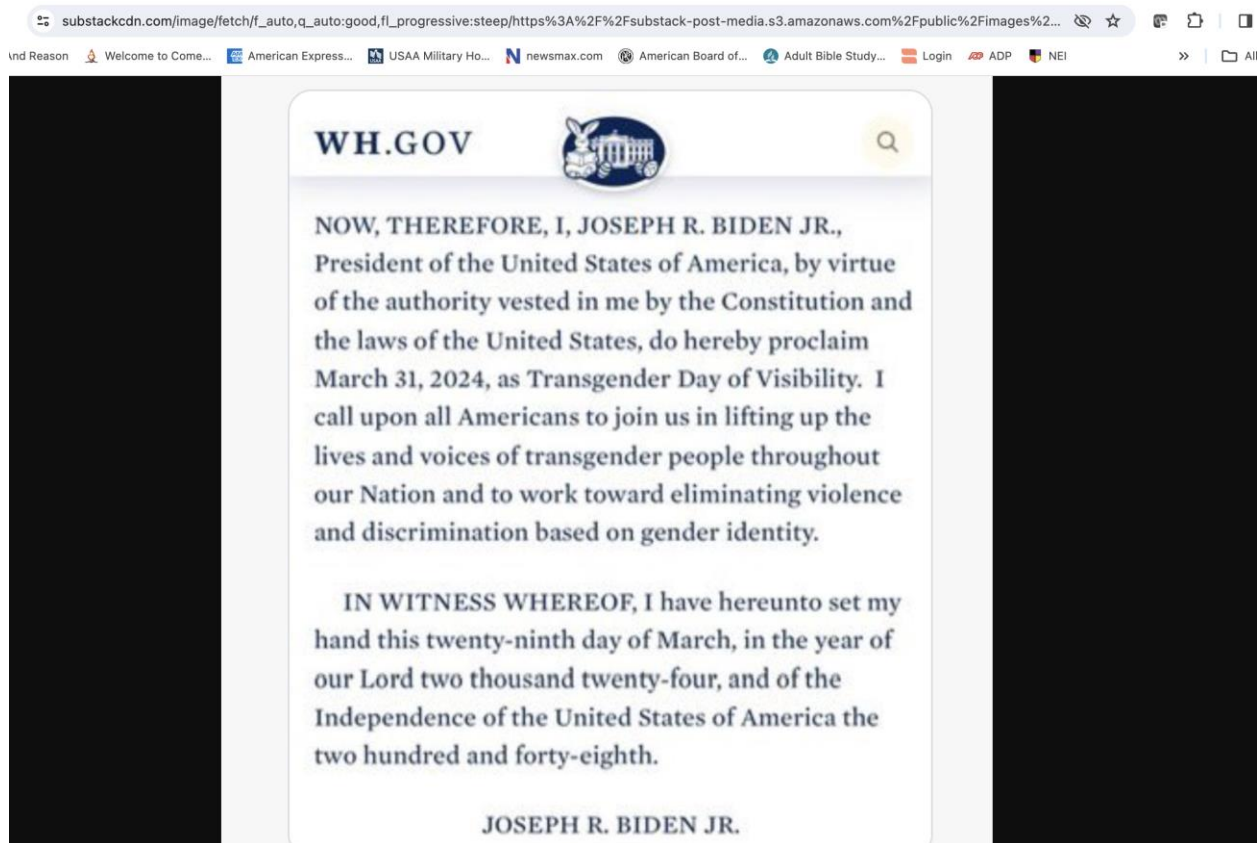 substackcdn.com/image/fetch/f_auto,q_auto:good,fl_progressive:steep/https%3A%2F%2Fsubstack-post-media.s3.amazonaws.com%2Fpublic%2Fimages%2...
And Reason Welcome to Come... American Express... USAA Military Ho... newsmax.com American Board of... Adult Bible Study... Login ADP NEI » All
WH.GOV
NOW, THEREFORE, I, JOSEPH R. BIDEN JR.,
President of the United States of America, by virtue
of the authority vested in me by the Constitution and
the laws of the United States, do hereby proclaim
March 31, 2024, as Transgender Day of Visibility. I
call upon all Americans to join us in lifting up the
lives and voices of transgender people throughout
our Nation and to work toward eliminating violence
and discrimination based on gender identity.
IN WITNESS WHEREOF, I have hereunto set my
hand this twenty-ninth day of March, in the year of
our Lord two thousand twenty-four, and of the
Independence of the United States of America the
two hundred and forty-eighth.
JOSEPH R. BIDEN JR.